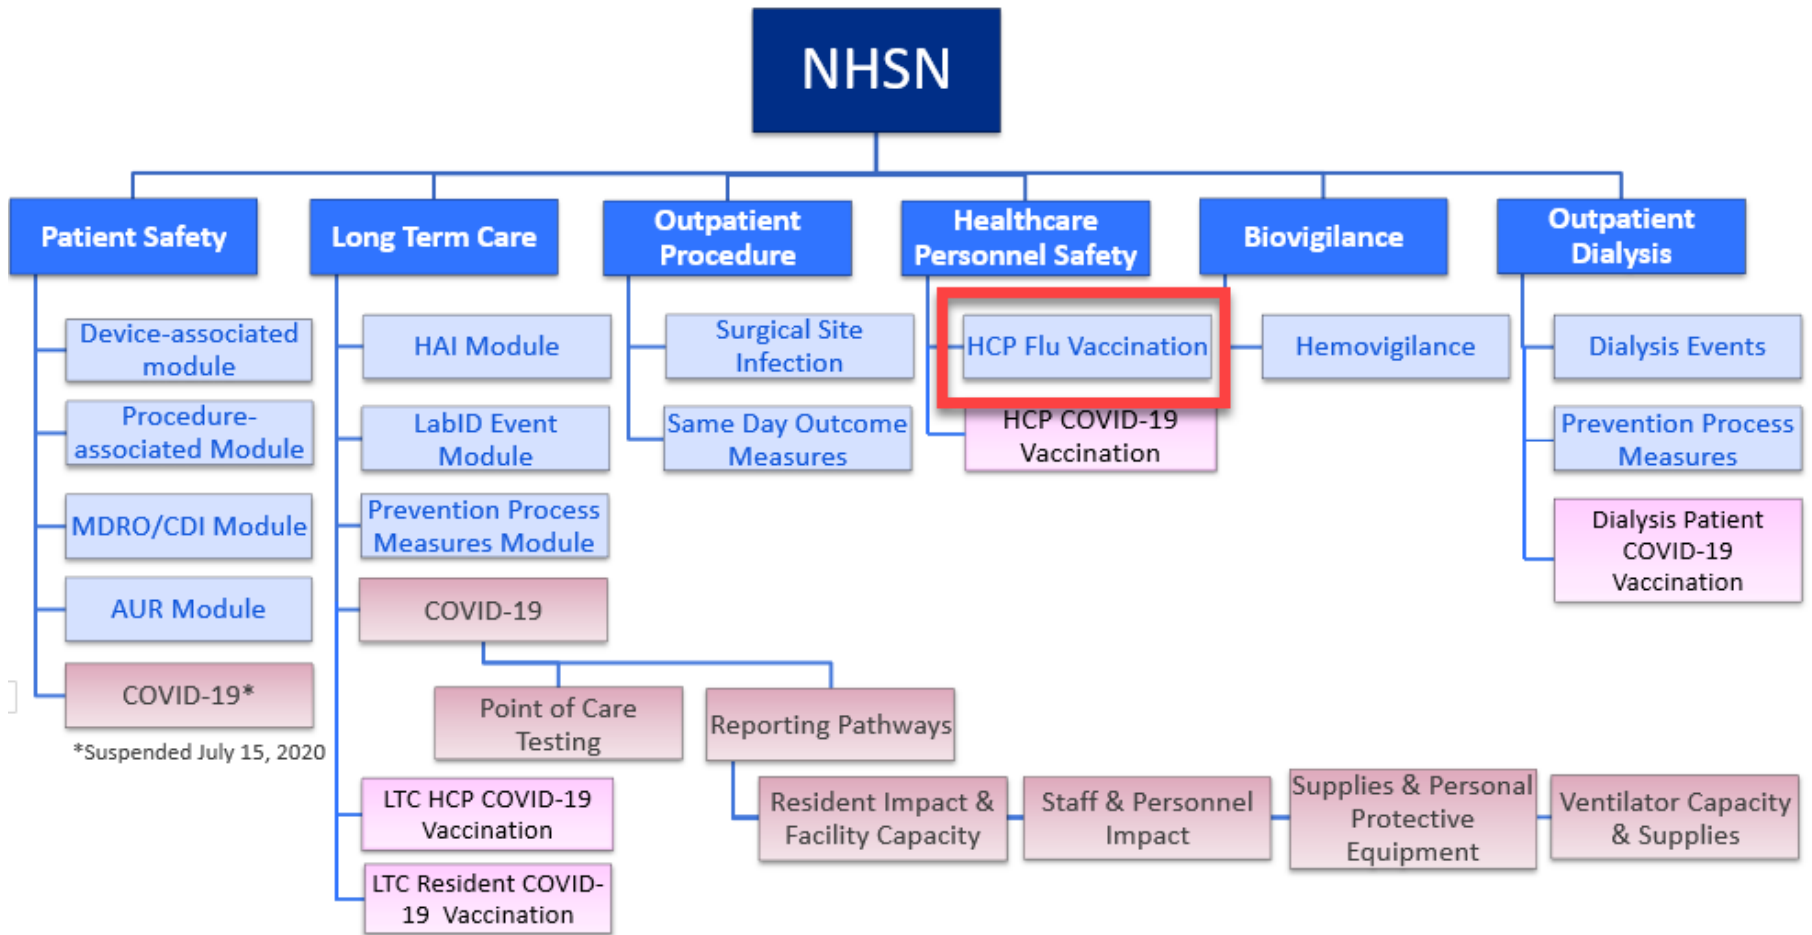 NHSN
Patient Safety
Long Term Care
Outpatient
Procedure
Healthcare
Personnel Safety
Biovigilance
Outpatient
Dialysis
Device-associated
module
Procedure-
associated Module
MDRO/CDI Module
AUR Module
COVID-19*
*Suspended July 15, 2020
HAI Module
LabID Event
Module
Prevention Process
Measures Module
COVID-19
Point of Care
Testing
Reporting Pathways
Resident Impact &
Facility Capacity
Staff & Personnel
Impact
Supplies & Personal
Protective
Equipment
Ventilator Capacity
& Supplies
LTC HCP COVID-19
Vaccination
LTC Resident COVID-
19 Vaccination
Surgical Site
Infection
Same Day Outcome
Measures
HCP Flu Vaccination
HCP COVID-19
Vaccination
Hemovigilance
Dialysis Events
Prevention Process
Measures
Dialysis Patient
COVID-19
Vaccination